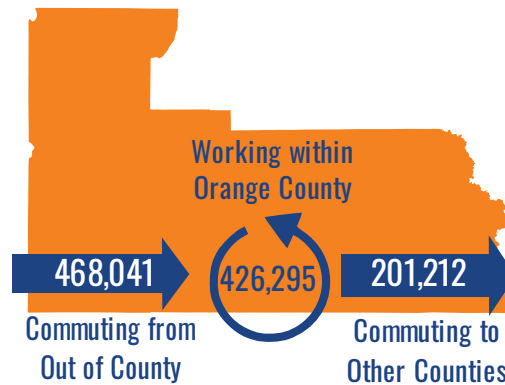 Working within
Orange County
468,041
426,295
201,212
Commuting from
Out of County
Commuting to
Other Counties